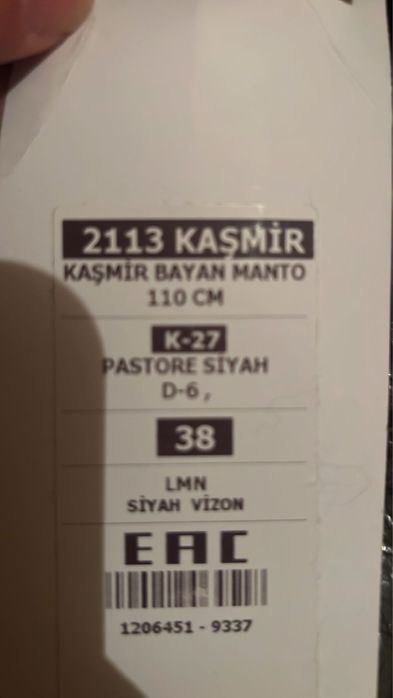 2113 KAŞMİR
KAŞMİR BAYAN MANTO
110 CM
K-27
PASTORE SİYAH
D-6 ,
38
LMN
SİYAH VİZON
EAC
1206451 - 9337